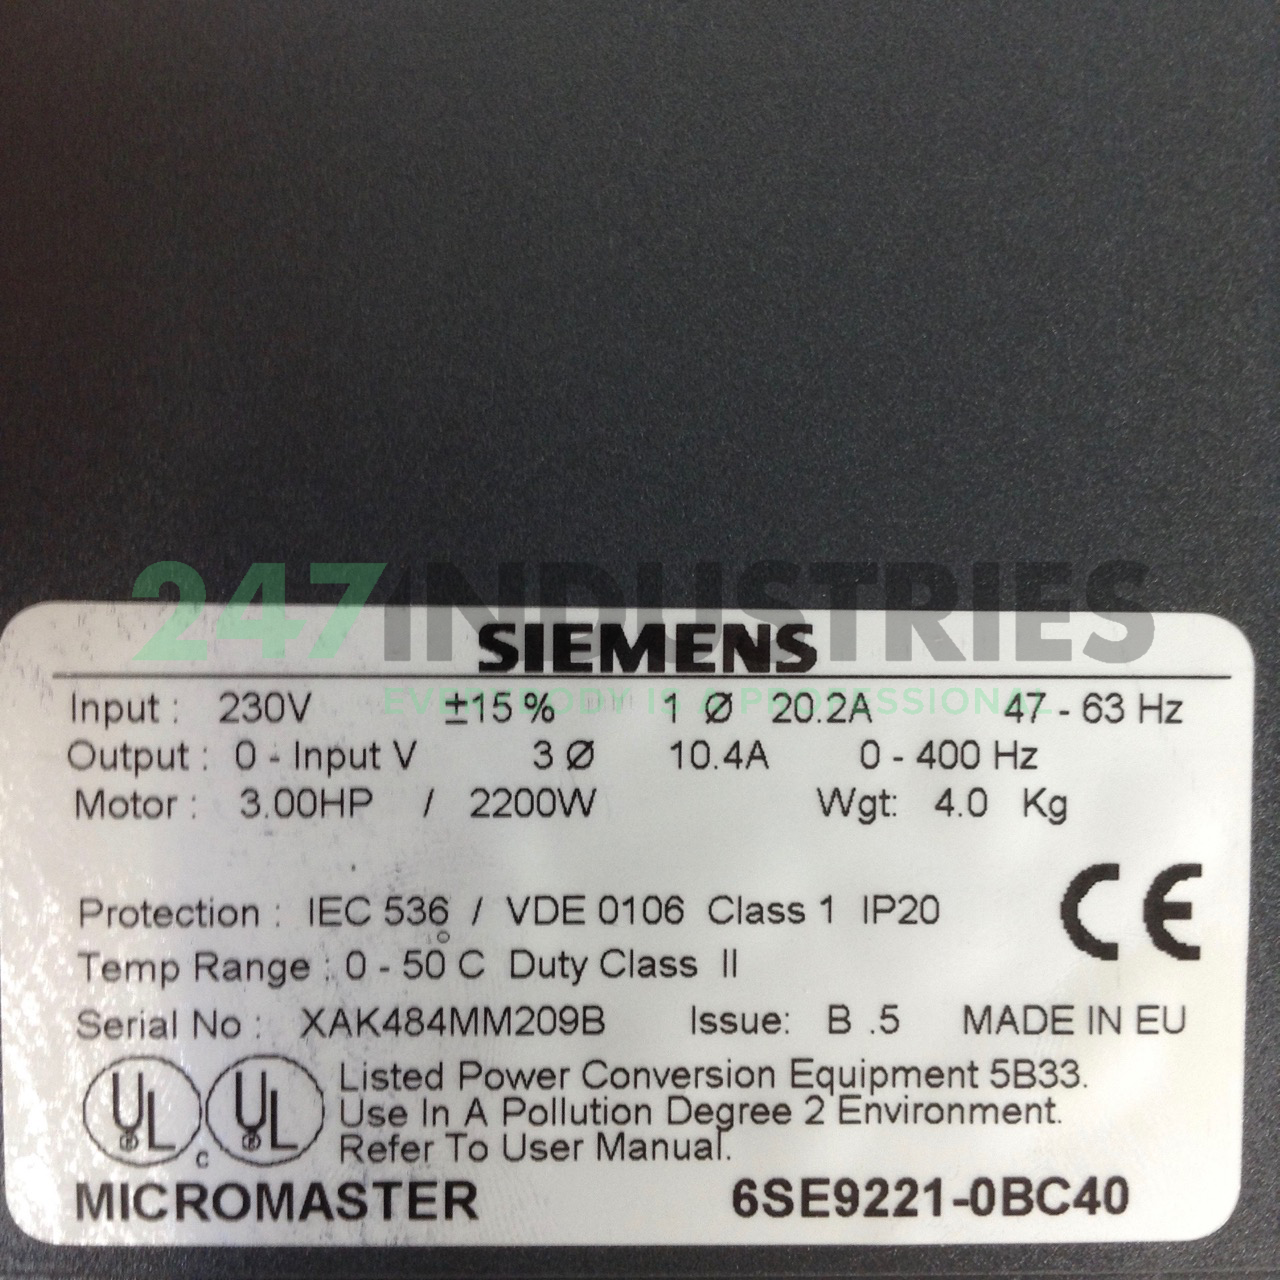 247INDUSTRIES
EVERYBODY IS A PROFESSIONAL
SIEMENS
Input : 230V ±15 % 1 Ø 20.2A 47 - 63 Hz
Output : 0 - Input V 3 Ø 10.4A 0 - 400 Hz
Motor : 3.00HP / 2200W Wgt: 4.0 Kg
Protection : IEC 536 / VDE 0106 Class 1 IP20
CE
Temp Range : 0 - 50°C Duty Class II
Serial No : XAK484MM209B Issue: B .5 MADE IN EU
UL ® c UL ®
Listed Power Conversion Equipment 5B33.
Use In A Pollution Degree 2 Environment.
Refer To User Manual.
MICROMASTER 6SE9221-0BC40